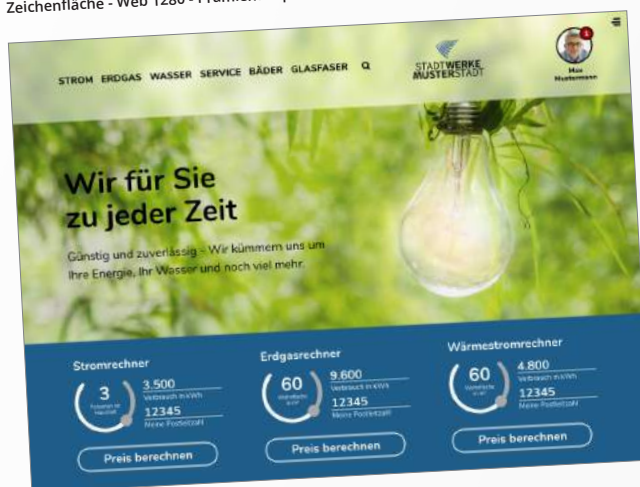 Zeichenfläche - Web 1280 -
STROM ERDGAS WASSER SERVICE BÄDER GLASFASER
STADTWERKE
MUSTERSTADT
Max
Mustermann
Wir für Sie
zu jeder Zeit
Günstig und zuverlässig - Wir kümmern uns um
Ihre Energie, Ihr Wasser und noch viel mehr.
Stromrechner
3
3.500
Verbrauch in kWh
12345
Meine Postleitzahl
Preis berechnen
Erdgasrechner
60
9.600
Verbrauch in kWh
12345
Meine Postleitzahl
Preis berechnen
Wärmestromrechner
60
4.800
Verbrauch in kWh
12345
Meine Postleitzahl
Preis berechnen